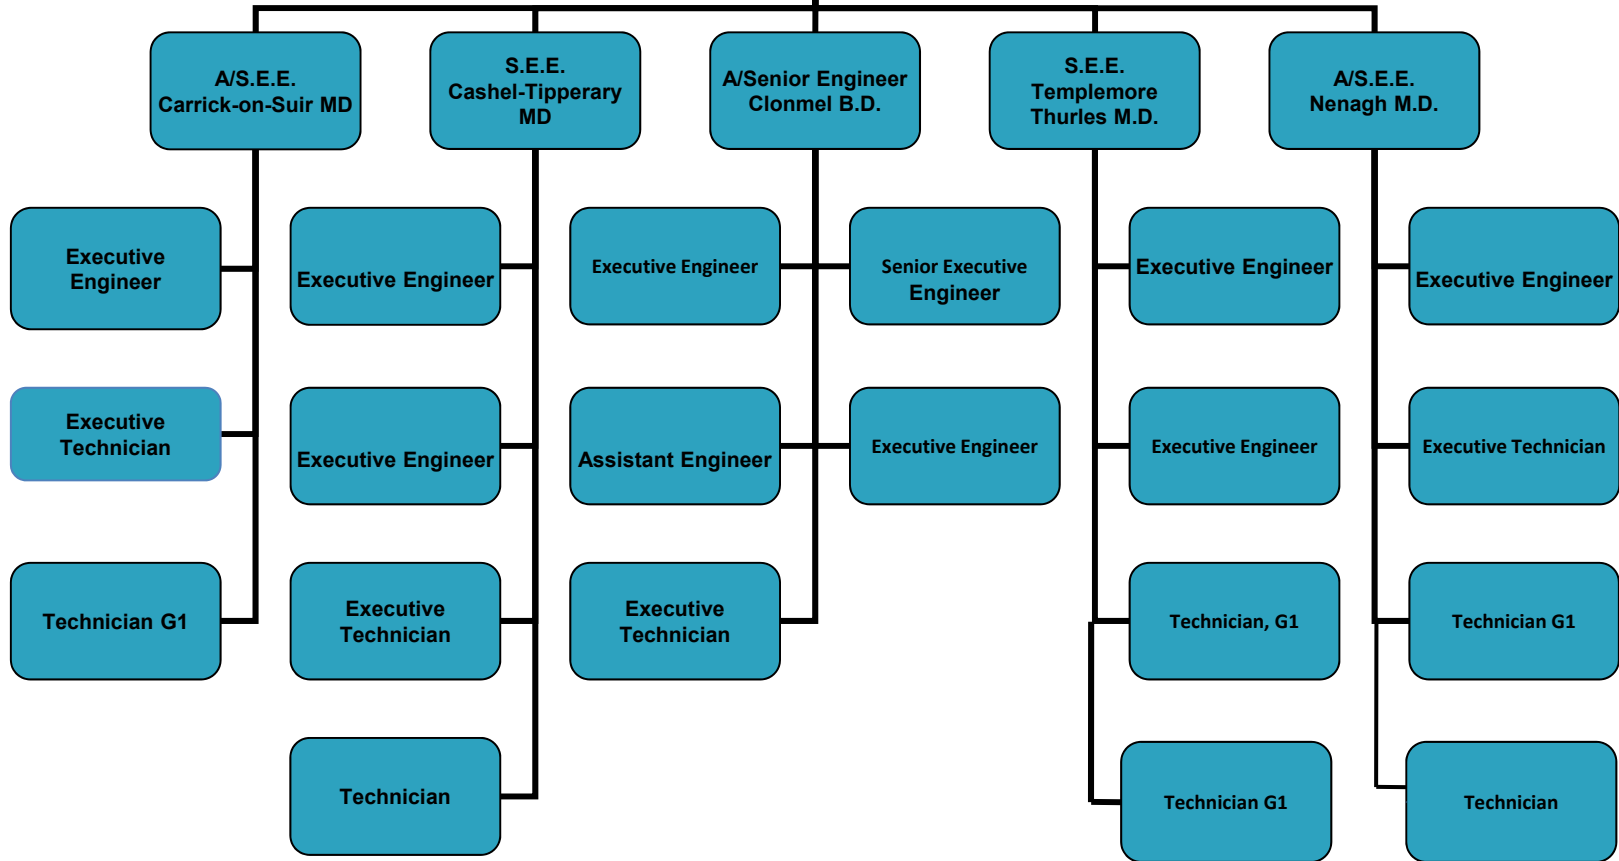 A/S.E.E.
Carrick-on-Suir MD
S.E.E.
Cashel-Tipperary
MD
A/Senior Engineer
Clonmel B.D.
S.E.E.
Templemore
Thurles M.D.
A/S.E.E.
Nenagh M.D.
Executive
Engineer
Executive Engineer
Executive Engineer
Senior Executive
Engineer
Executive Engineer
Executive Engineer
Executive
Technician
Executive Engineer
Assistant Engineer
Executive Engineer
Executive Engineer
Executive Technician
Technician G1
Executive
Technician
Executive
Technician
Technician, G1
Technician G1
Technician
Technician G1
Technician